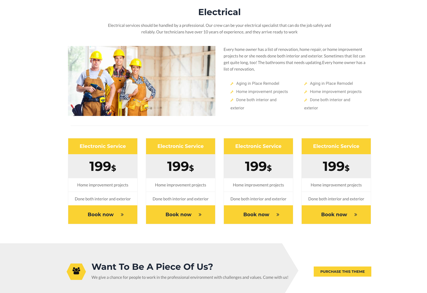 Electrical
Electrical services should be handled by a professional. Our crew can be your electrical specialist that can do the job safely and
reliably. Our technicians have over 10 years of experience, and they arrive ready to work
Every home owner has a list of renovation, home repair, or home improvement
projects he or she needs done both interior and exterior. Sometimes that list can
get quite long, too! The bathrooms that needs updating Every home owner has a
list of renovation.
Aging in Place Remodel
Aging in Place Remodel
Home improvement projects
Home improvement projects
Done both interior and
exterior
Done both interior and
exterior
Electronic Service
Electronic Service
Electronic Service
Electronic Service
199$
199$
199$
199$
Home improvement projects
Home improvement projects
Home improvement projects
Home improvement projects
Done both interior and exterior
Done both interior and exterior
Done both interior and exterior
Done both interior and exterior
Book now »
Book now »
Book now »
Book now »
Want To Be A Piece Of Us?
We give a chance for people to work in the professional environment with challenges and values. Come with us!
PURCHASE THIS THEME